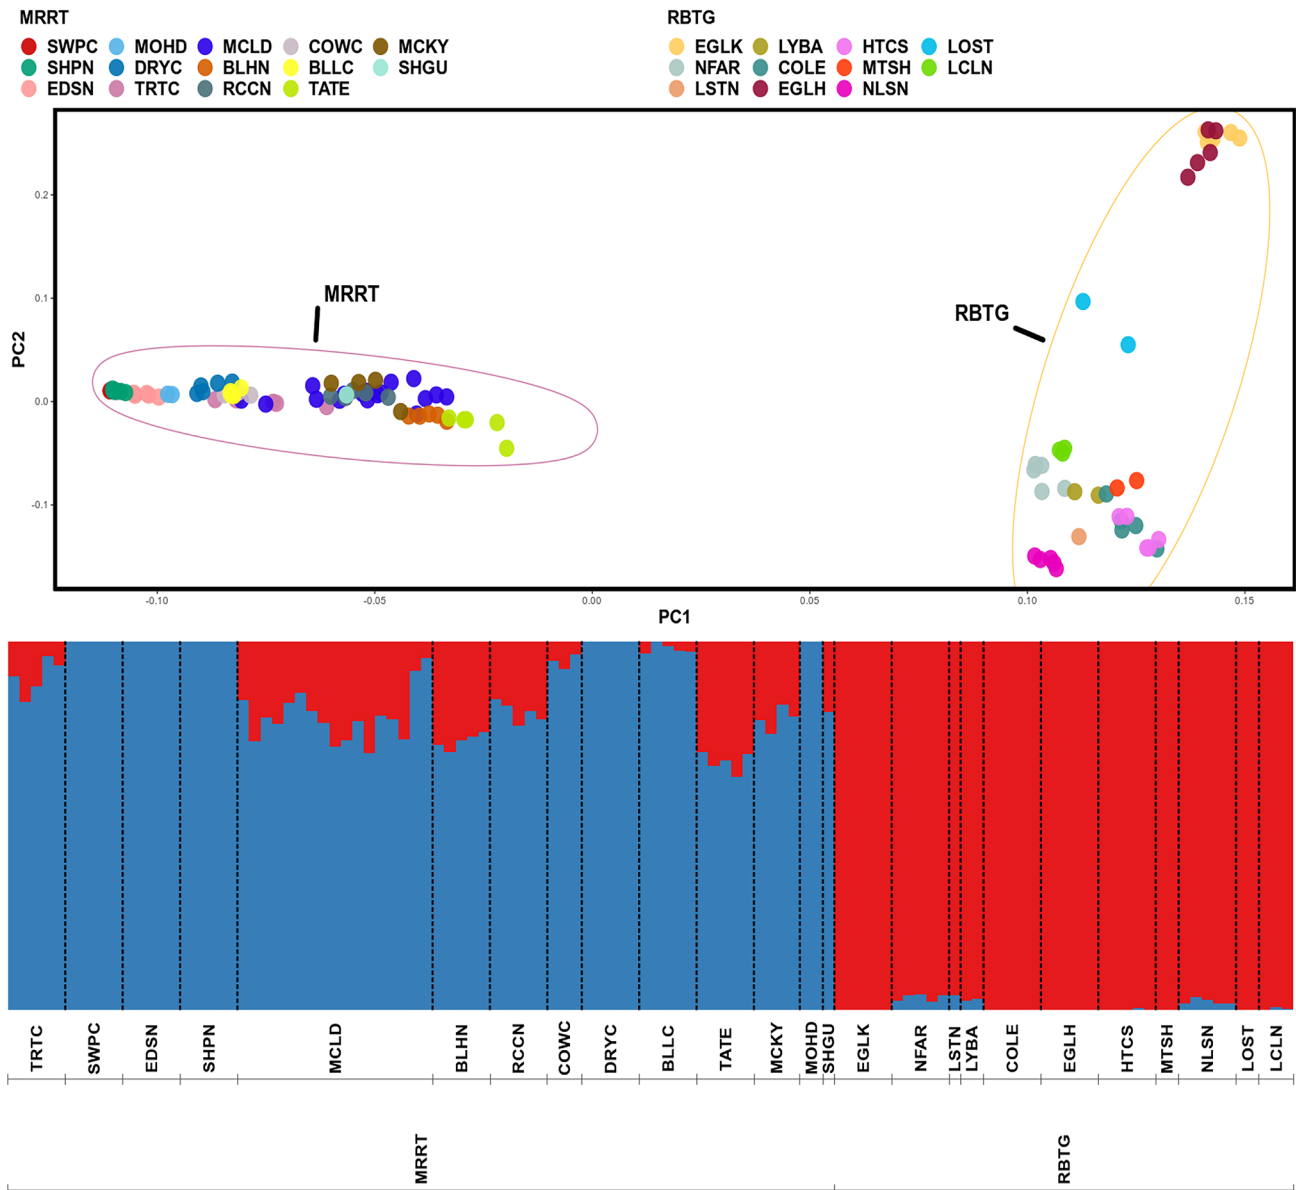 MRRT
RBTG
SWPC MOHD MCLD COWC MCKY
EGLK LYBA HTCS LOST
SHPN DRYC BLHN BLLC SHGU
NFAR COLE MTSH LCLN
EDSN TRTC RCCN TATE
LSTN EGLH NLSN
0.2
0.1
0.0
-0.1
PC2
MRRT
RBTG
-0.10 -0.05 0.00 0.05 0.10 0.15
PC1
TRTC SWPC EDSN SHPN MCLD BLHN RCCN COWC DRYC BLLC TATE MCKY MOHD SHGU EGLK NFAR LSTN LYBA COLE EGLH HTCS MTSH NLSN LOST LCLN
MRRT RBTG